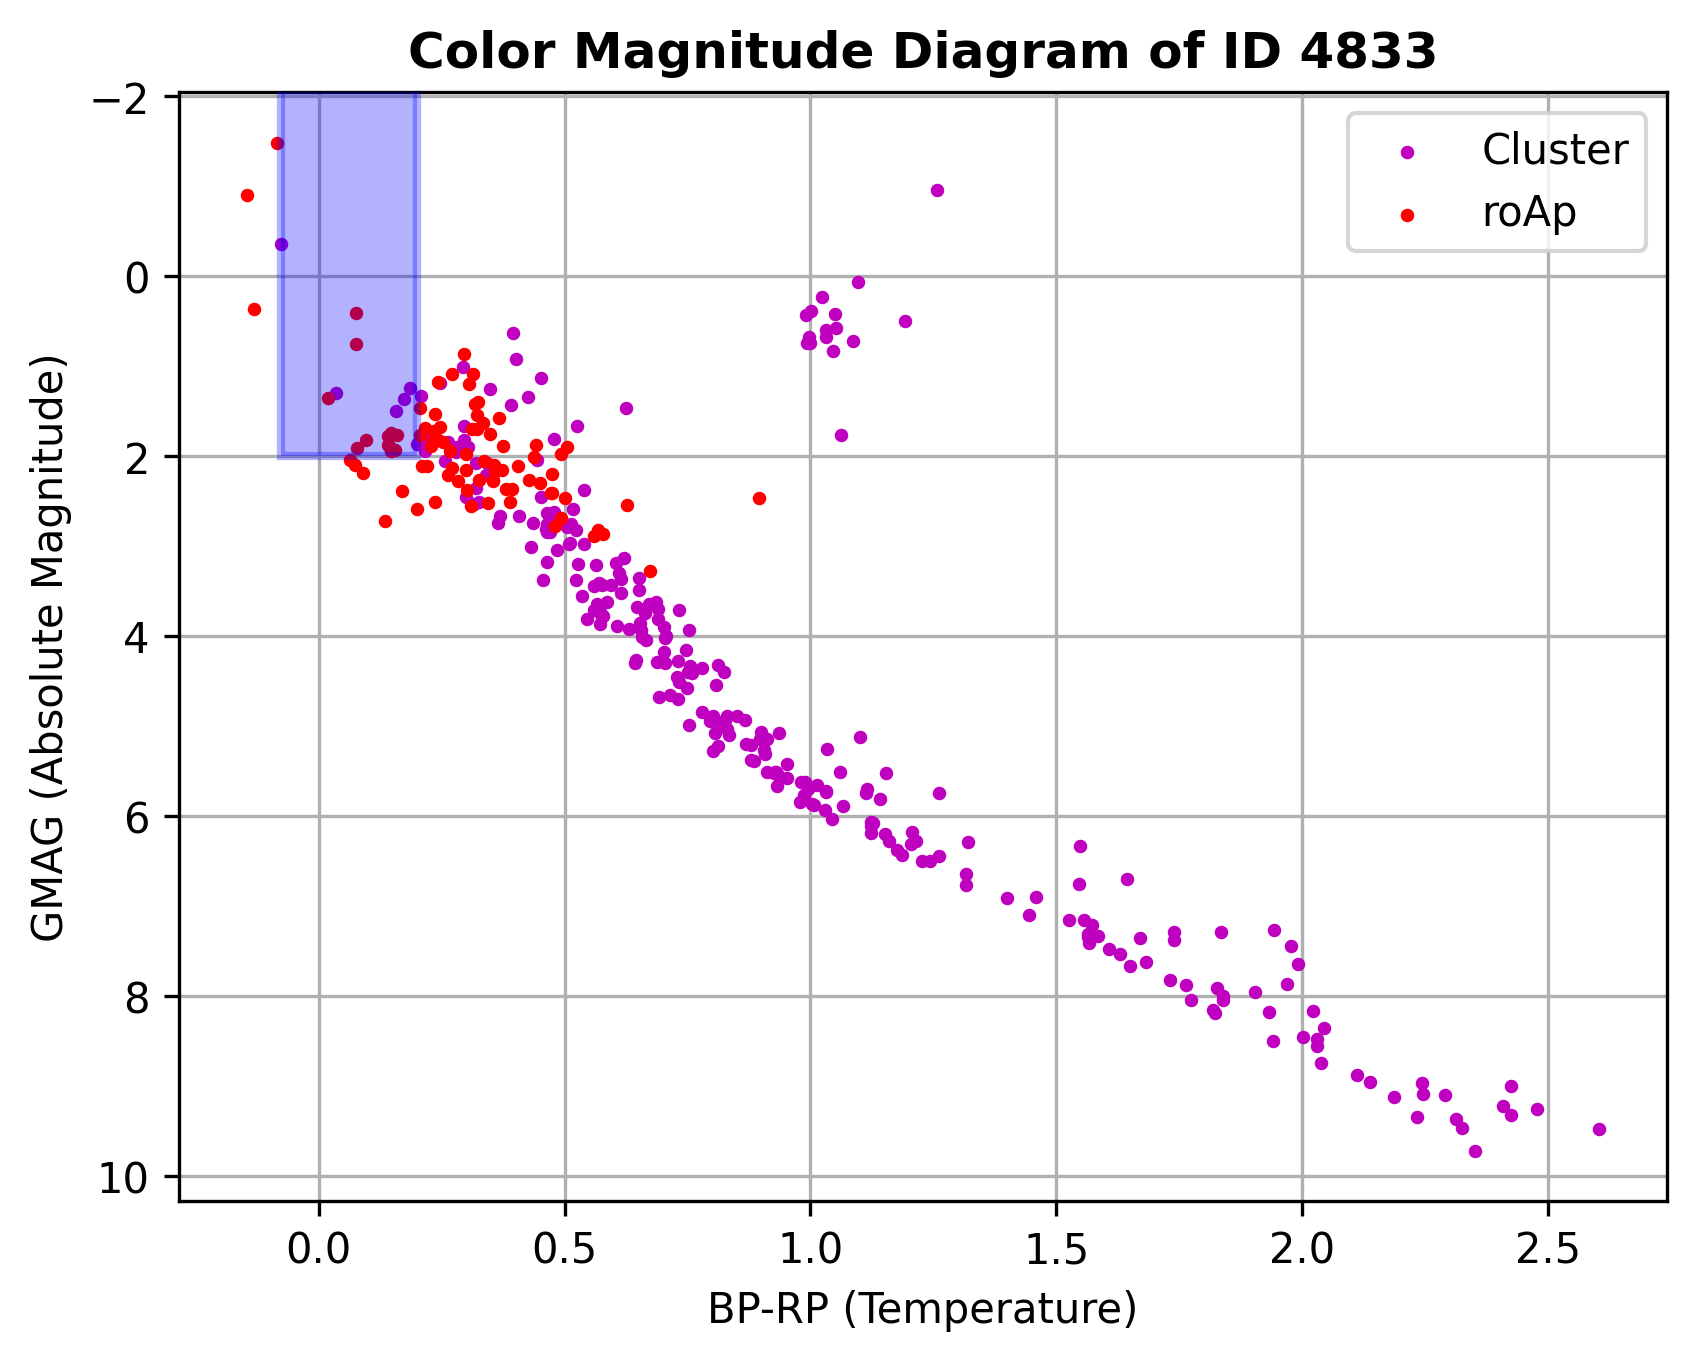 Color Magnitude Diagram of ID 4833
Cluster
roAp
−2
0
2
4
6
8
10
GMAG (Absolute Magnitude)
0.0 0.5 1.0 1.5 2.0 2.5
BP-RP (Temperature)